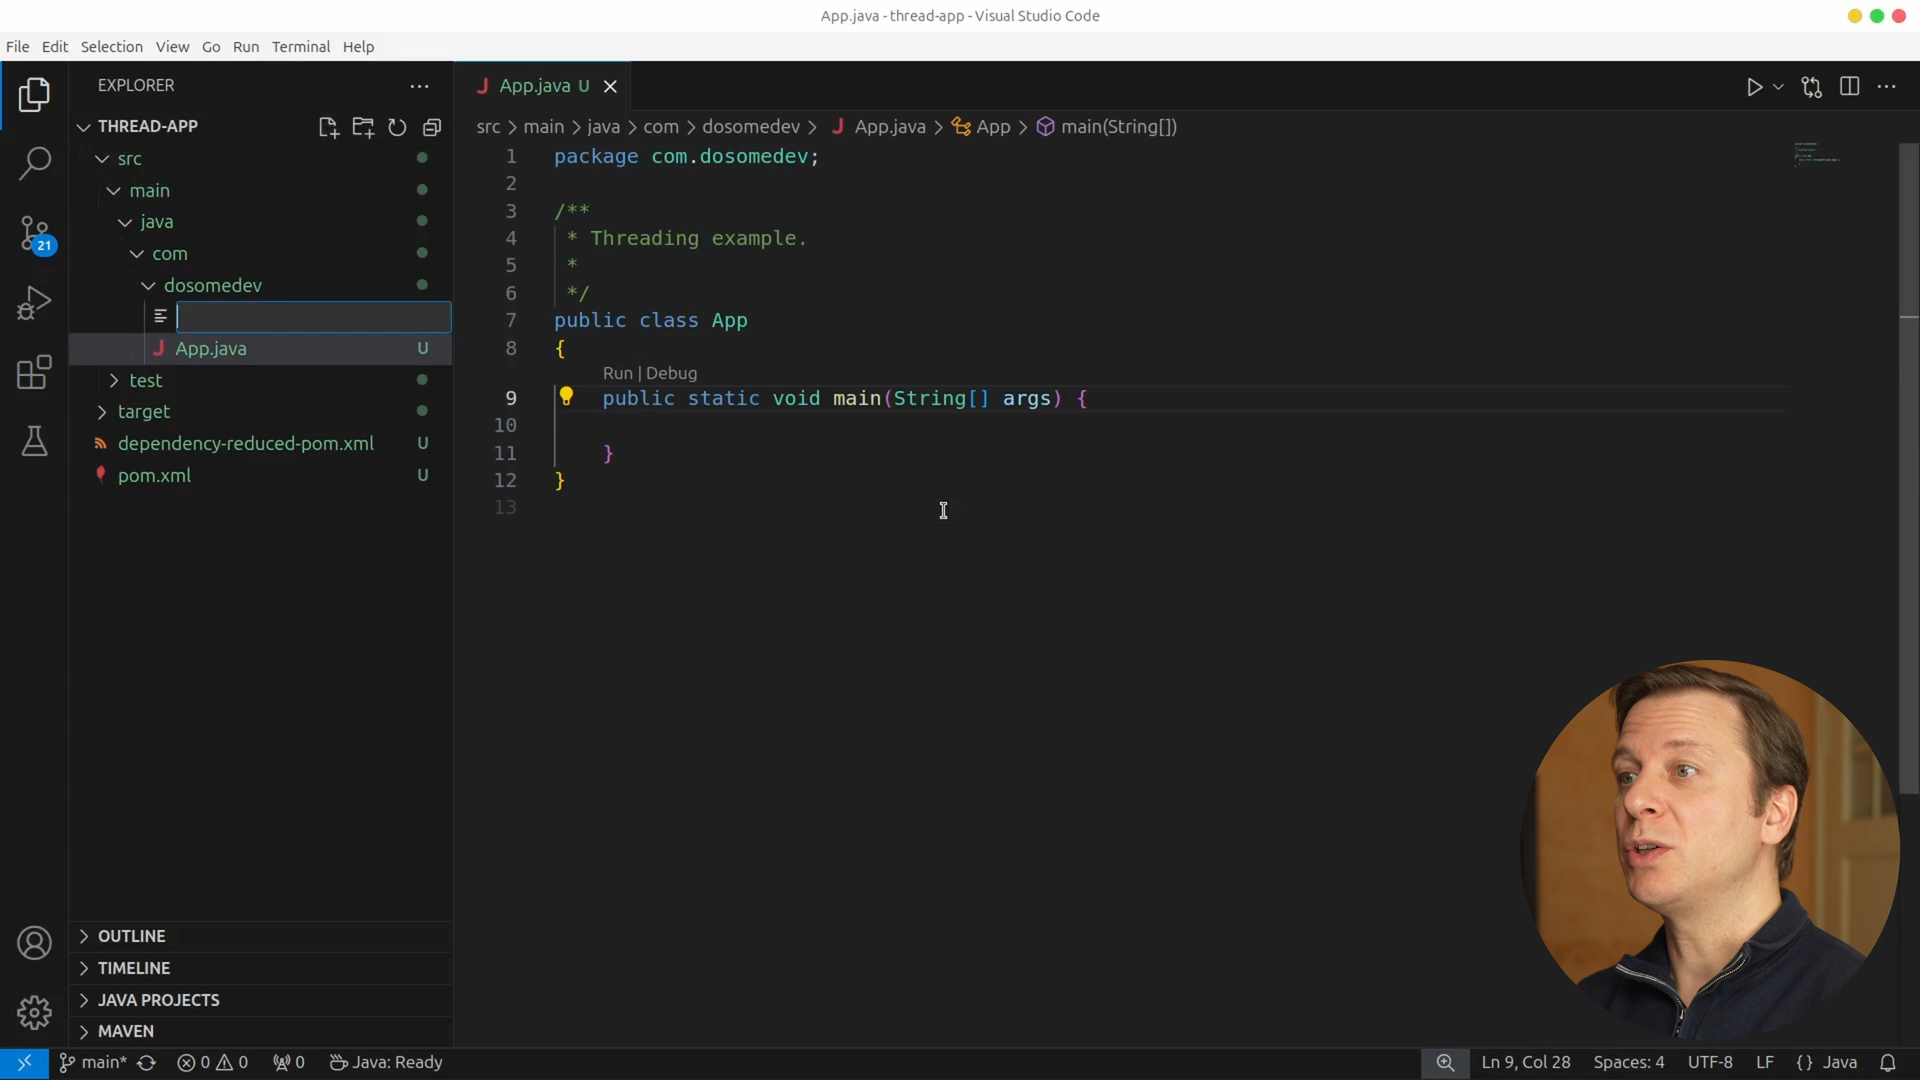 App.java - thread-app - Visual Studio Code
File Edit Selection View Go Run Terminal Help
EXPLORER
THREAD-APP
src
main
java
com
dosomedev
App.java U
test
target
dependency-reduced-pom.xml U
pom.xml U
OUTLINE
TIMELINE
JAVA PROJECTS
MAVEN
21
App.java U
src > main > java > com > dosomedev > App.java > App > main(String[])
1 package com.dosomedev;
2
3 /**
4 * Threading example.
5 *
6 */
7 public class App
8 {
Run | Debug
9 public static void main(String[] args) {
10
11 }
12 }
13
main* 0 0 0 Java: Ready
Ln 9, Col 28 Spaces: 4 UTF-8 LF {} Java